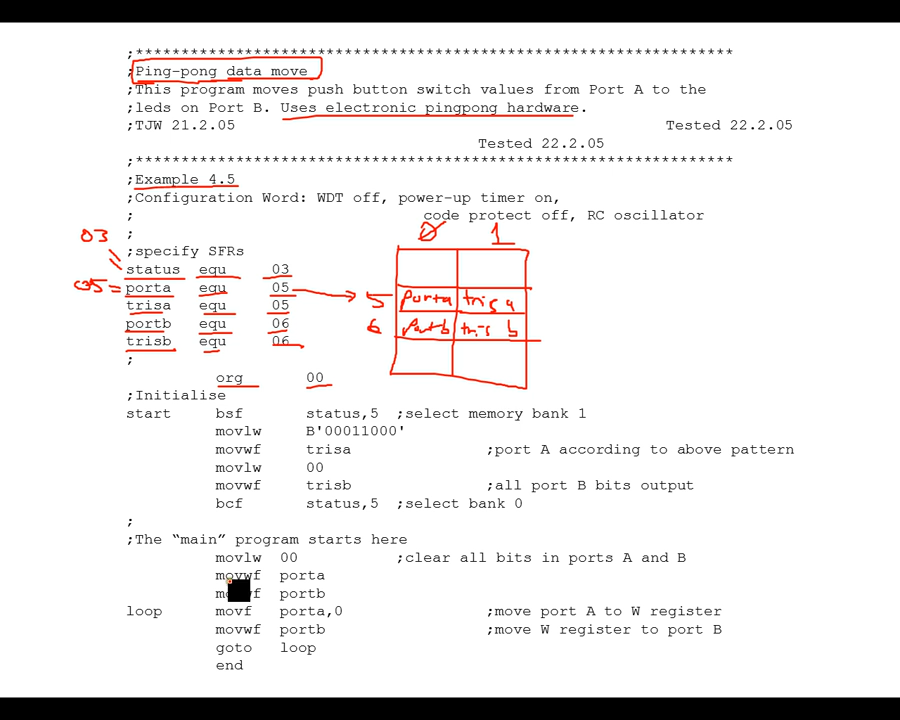 ;******************************************************************
;Ping-pong data move
;This program moves push button switch values from Port A to the
;leds on Port B. Uses electronic pingpong hardware.
;TJW 21.2.05 Tested 22.2.05
Tested 22.2.05
;******************************************************************
;Example 4.5
;Configuration Word: WDT off, power-up timer on,
; code protect off, RC oscillator
; 0 1
03
;specify SFRs
status equ 03
05= porta equ 05 5 porta trisa
trisa equ 05
portb equ 06 6 portb tris b
trisb equ 06
;
org 00
;Initialise
start bsf status,5 ;select memory bank 1
movlw B'00011000'
movwf trisa ;port A according to above pattern
movlw 00
movwf trisb ;all port B bits output
bcf status,5 ;select bank 0
;
;The “main” program starts here
movlw 00 ;clear all bits in ports A and B
movwf porta
portb
loop movf porta,0 ;move port A to W register
movwf portb ;move W register to port B
goto loop
end